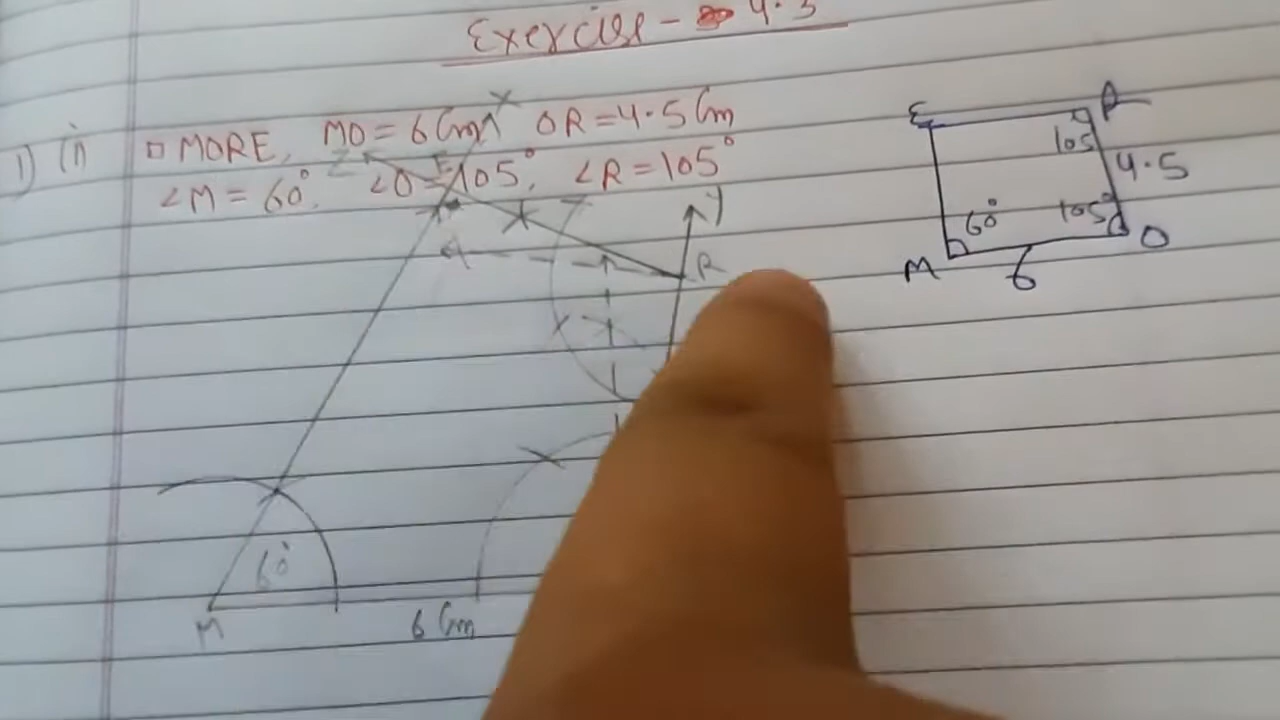 Exercise - 4.3
1) (i) □ MORE, MO = 6 Cm OR = 4.5 Cm
∠M = 60° ∠O = 105°, ∠R = 105°
E R
105
4.5
60° 105°
M 6 O
Y
R
E
Z
60°
M 6 Cm